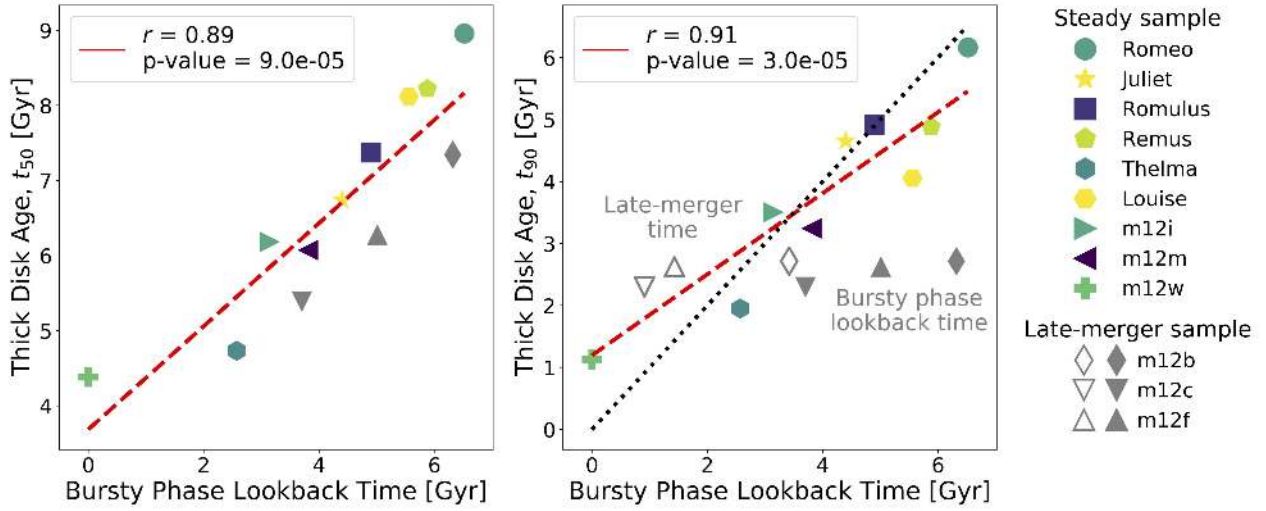 r = 0.89
p-value = 9.0e-05
Thick Disk Age, t50 [Gyr]
9
8
7
6
5
4
0 2 4 6
Bursty Phase Lookback Time [Gyr]
r = 0.91
p-value = 3.0e-05
Thick Disk Age, t90 [Gyr]
6
5
4
3
2
1
0
Late-merger
time
Bursty phase
lookback time
0 2 4 6
Bursty Phase Lookback Time [Gyr]
Steady sample
Romeo
Juliet
Romulus
Remus
Thelma
Louise
m12i
m12m
m12w
Late-merger sample
m12b
m12c
m12f